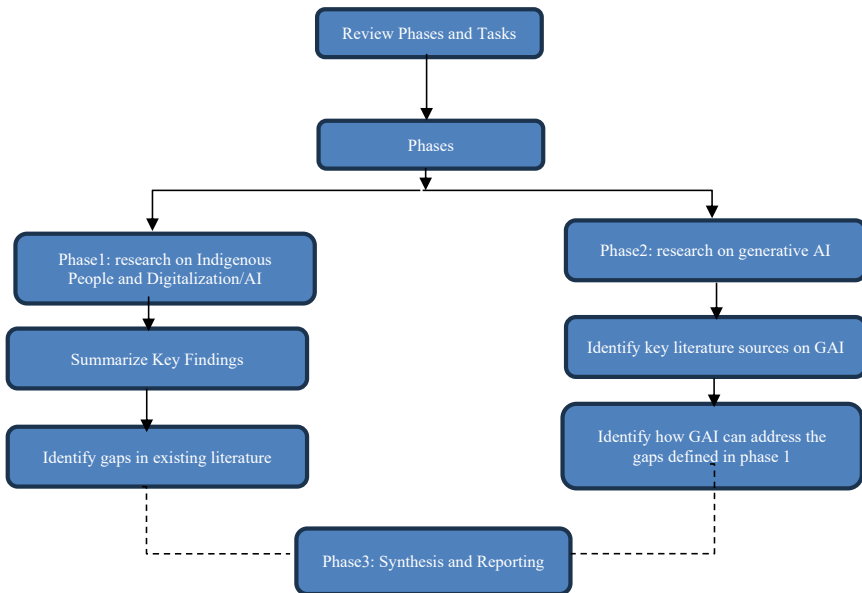 Review Phases and Tasks
Phases
Phase1: research on Indigenous
People and Digitalization/AI
Phase2: research on generative AI
Summarize Key Findings
Identify key literature sources on GAI
Identify gaps in existing literature
Identify how GAI can address the
gaps defined in phase 1
Phase3: Synthesis and Reporting